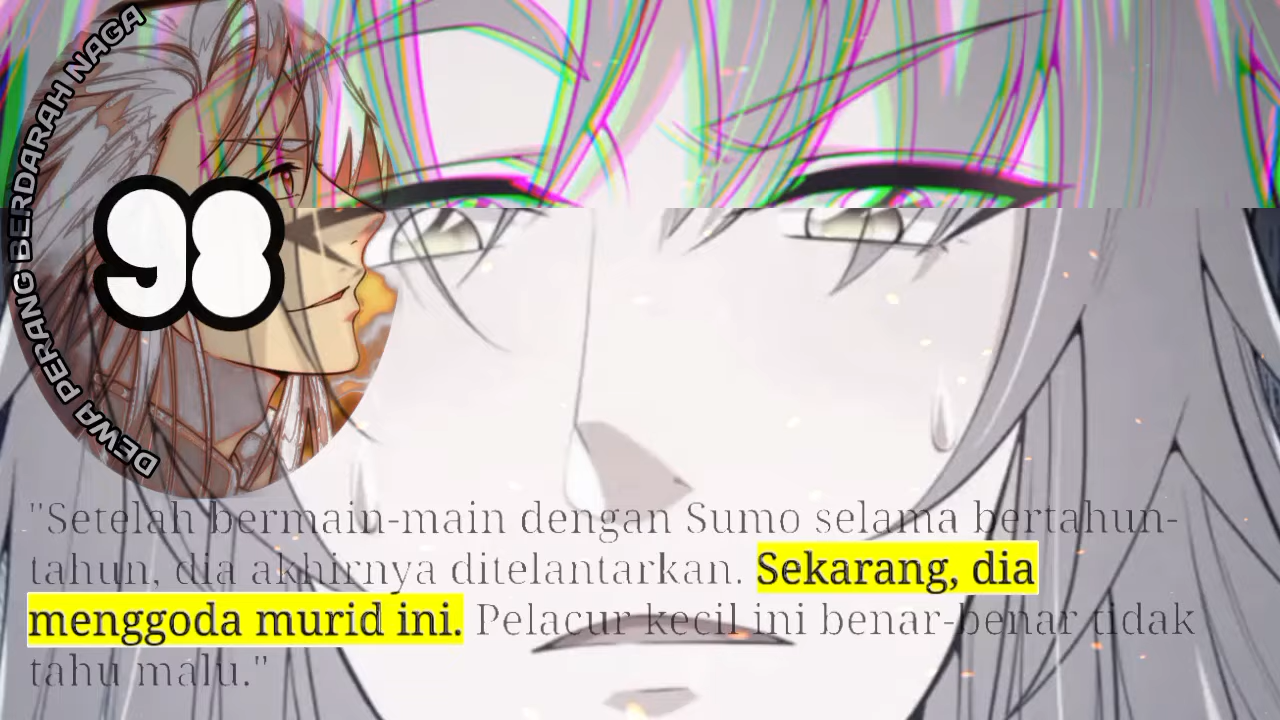 DEWA PERANG BERDARAH NAGA
98
"Setelah bermain-main dengan Sumo selama bertahun-
tahun, dia akhirnya ditelantarkan. Sekarang, dia
menggoda murid ini. Pelacur kecil ini benar-benar tidak
tahu malu."